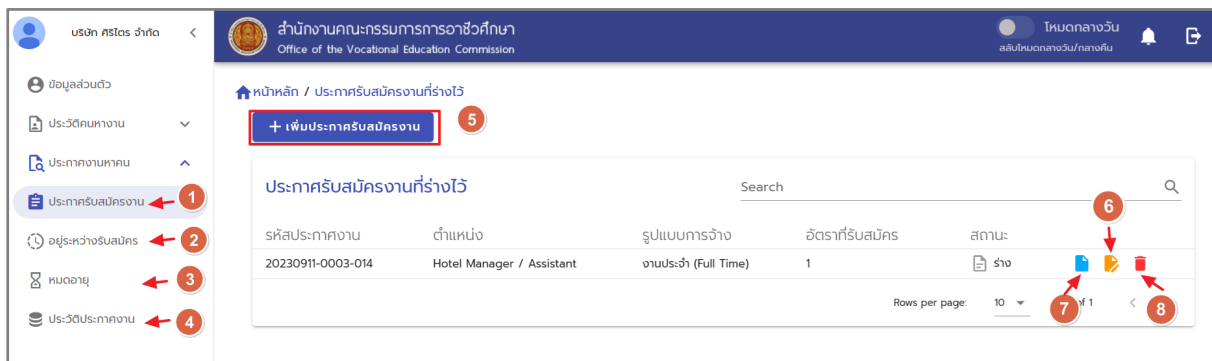 บริษัท ศิริไตร จำกัด
สำนักงานคณะกรรมการการอาชีวศึกษา
Office of the Vocational Education Commission
โหมดกลางวัน
สลับโหมดกลางวัน/กลางคืน
ข้อมูลส่วนตัว
ประวัติคนหางาน
ประกาศงานหาคน
ประกาศรับสมัครงาน
1
อยู่ระหว่างรับสมัคร
2
หมดอายุ
3
ประวัติประกาศงาน
4
หน้าหลัก / ประกาศรับสมัครงานที่ร่างไว้
+ เพิ่มประกาศรับสมัครงาน
5
ประกาศรับสมัครงานที่ร่างไว้
Search
6
รหัสประกาศงาน ตำแหน่ง รูปแบบการจ้าง อัตราที่รับสมัคร สถานะ
20230911-0003-014 Hotel Manager / Assistant งานประจำ (Full Time) 1 ร่าง
Rows per page: 10 of 1
7
8